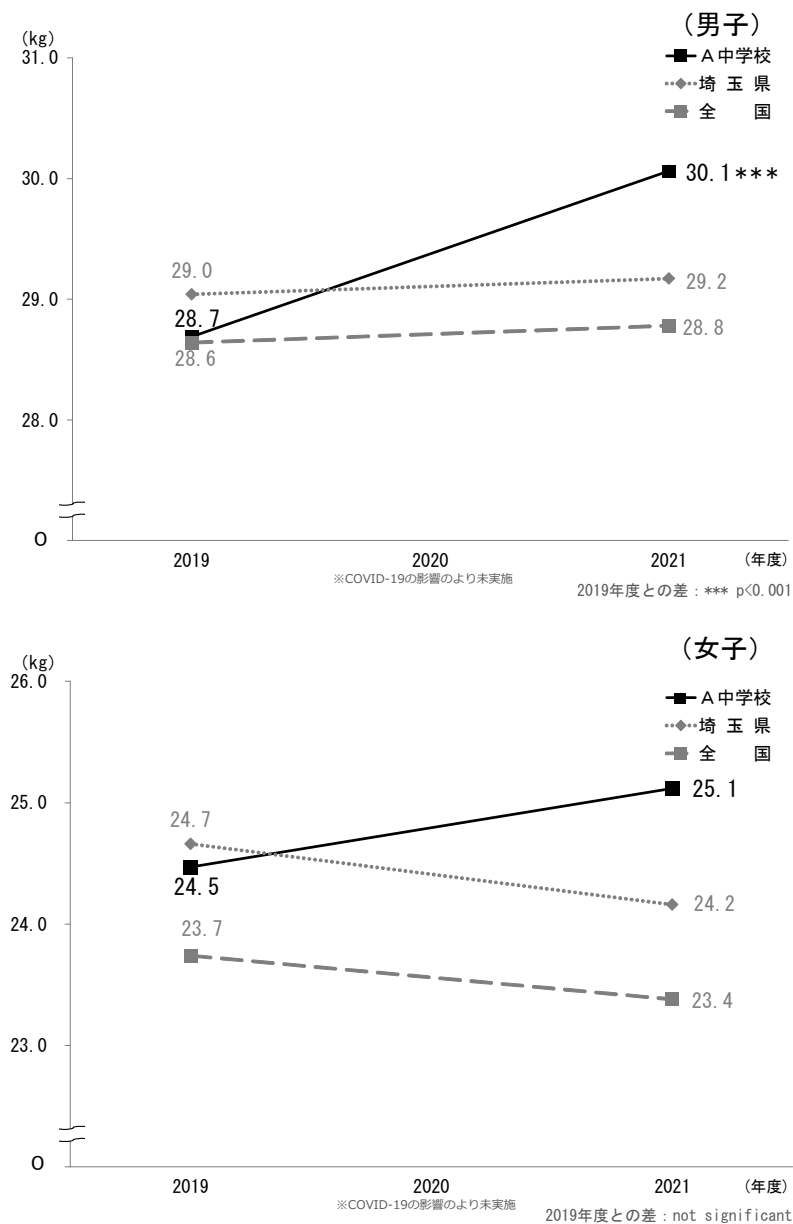 （男子）
(kg)
31.0
A中学校
埼玉県
全国
30.0
30.1***
29.0
29.2
29.0
28.7
28.8
28.6
28.0
0
2019 2020 2021 (年度)
※COVID-19の影響のより未実施
2019年度との差：*** p<0.001
（女子）
(kg)
26.0
A中学校
埼玉県
全国
25.1
25.0
24.7
24.5
24.2
24.0
23.7
23.4
23.0
0
2019 2020 2021 (年度)
※COVID-19の影響のより未実施
2019年度との差：not significant